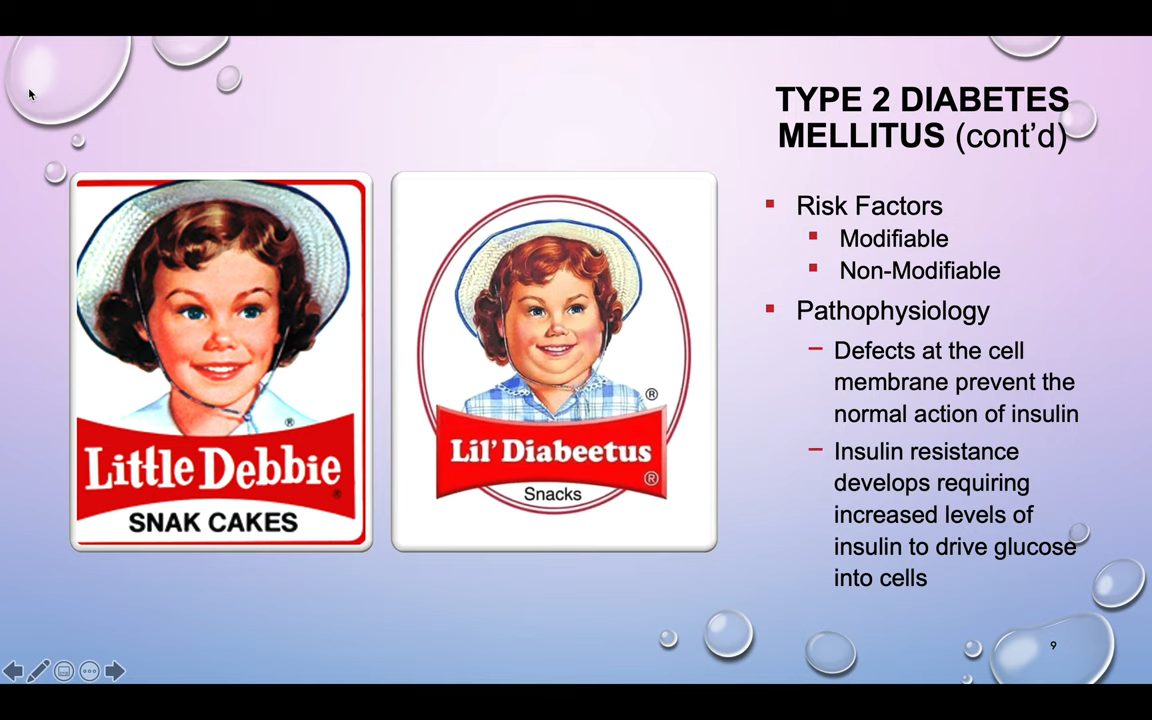 TYPE 2 DIABETES
MELLITUS (cont'd)
Little Debbie
®
SNAK CAKES
®
Lil' Diabeetus
®
Snacks
▪ Risk Factors
▪ Modifiable
▪ Non-Modifiable
▪ Pathophysiology
– Defects at the cell
membrane prevent the
normal action of insulin
– Insulin resistance
develops requiring
increased levels of
insulin to drive glucose
into cells
9